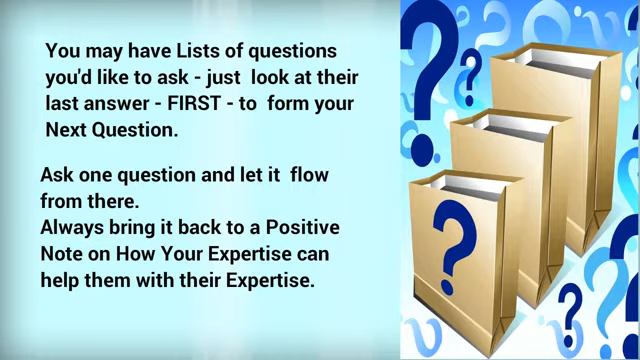 You may have Lists of questions
you'd like to ask - just look at their
last answer - FIRST - to form your
Next Question.
Ask one question and let it flow
from there.
Always bring it back to a Positive
Note on How Your Expertise can
help them with their Expertise.